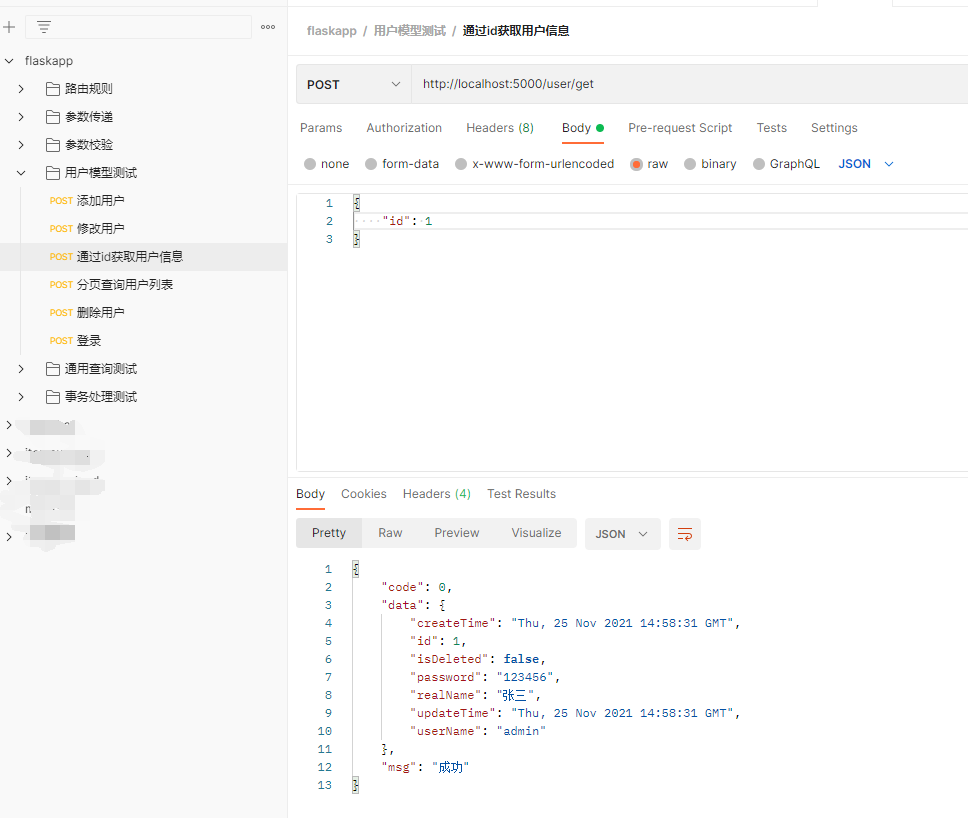 flaskapp
路由规则
参数传递
参数校验
用户模型测试
POST 添加用户
POST 修改用户
POST 通过id获取用户信息
POST 分页查询用户列表
POST 删除用户
POST 登录
通用查询测试
事务处理测试
flaskapp / 用户模型测试 / 通过id获取用户信息
POST http://localhost:5000/user/get
Params Authorization Headers (8) Body Pre-request Script Tests Settings
none form-data x-www-form-urlencoded raw binary GraphQL JSON
1 {
2 "id": 1
3 }
Body Cookies Headers (4) Test Results
Pretty Raw Preview Visualize JSON
1 {
2 "code": 0,
3 "data": {
4 "createTime": "Thu, 25 Nov 2021 14:58:31 GMT",
5 "id": 1,
6 "isDeleted": false,
7 "password": "123456",
8 "realName": "张三",
9 "updateTime": "Thu, 25 Nov 2021 14:58:31 GMT",
10 "userName": "admin"
11 },
12 "msg": "成功"
13 }